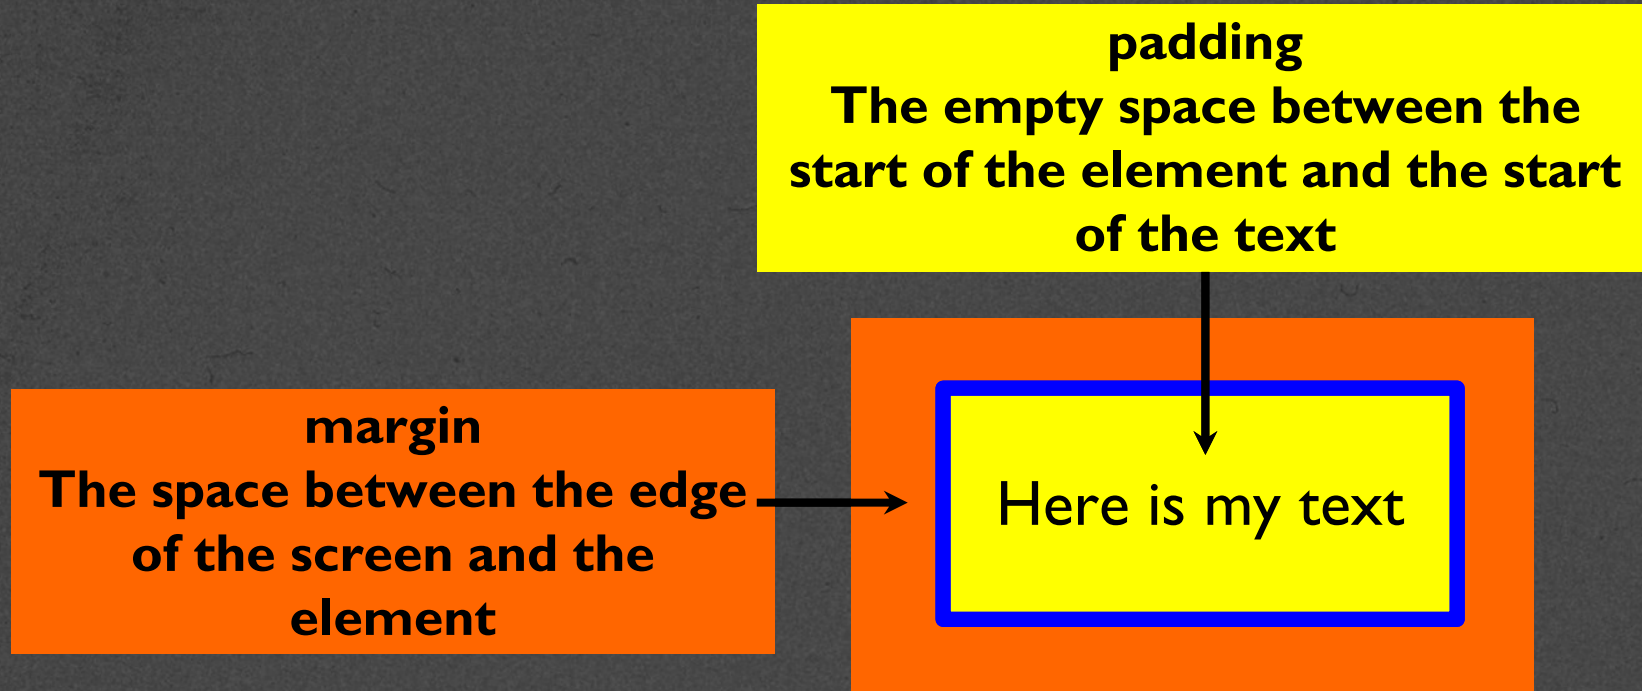 padding
The empty space between the
start of the element and the start
of the text
margin
The space between the edge
of the screen and the
element
Here is my text